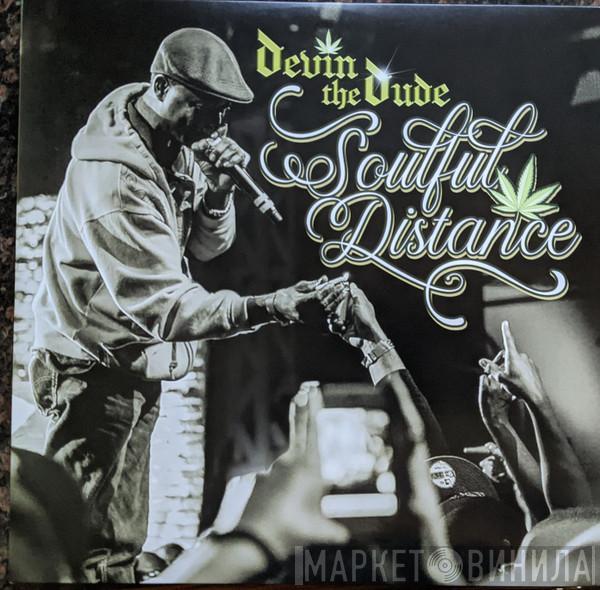 Devin
the Dude
Soulful
Distance
МАРКЕТ ВИНИЛА